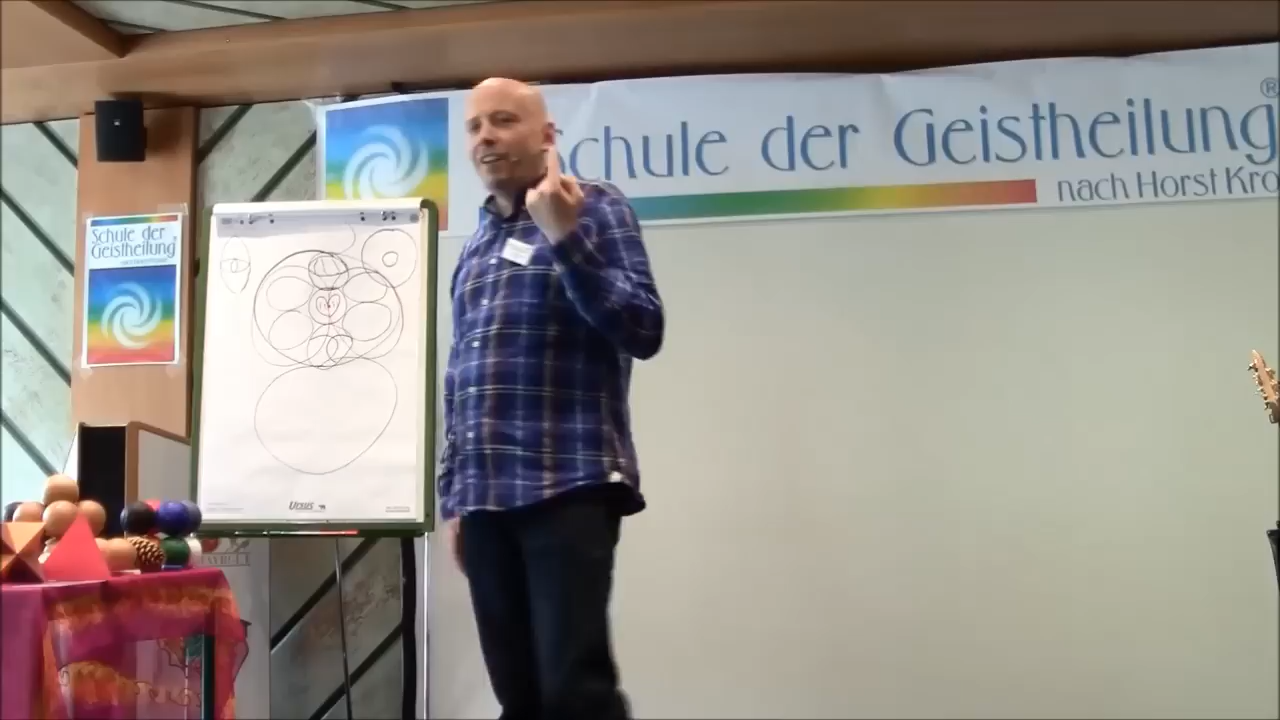 Schule der Geistheilung®
nach Horst Kro
Schule der
Geistheilung®
Ursus